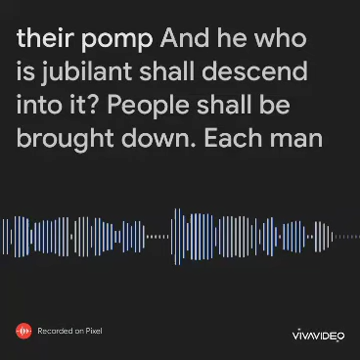 their pomp And he who
is jubilant shall descend
into it? People shall be
brought down. Each man
Recorded on Pixel
VIVAVIDEO